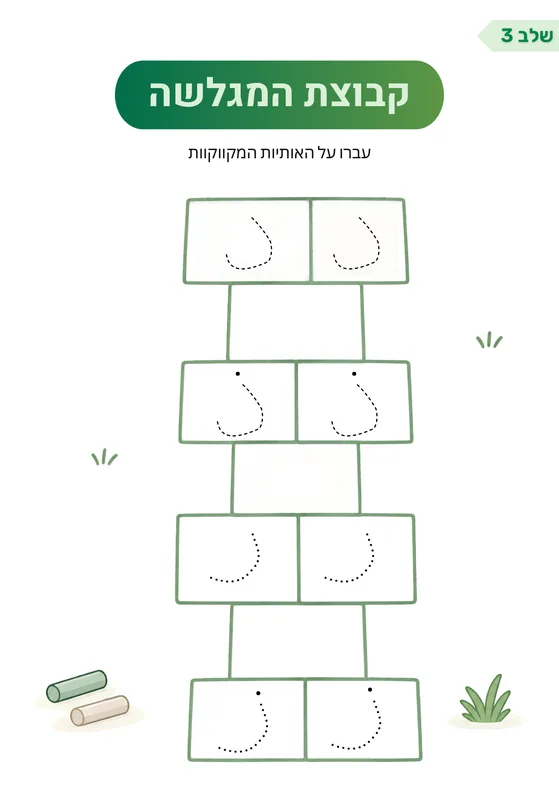 שלב 3
קבוצת המגלשה
עברו על האותיות המקווקוות
د د
ذ ذ
ر ر
ز ز